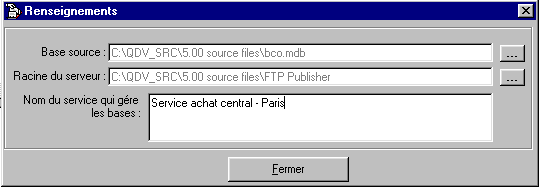 Renseignements
Base source : C:\QDV_SRC\5.00 source files\bco.mdb ...
Racine du serveur : C:\QDV_SRC\5.00 source files\FTP Publisher ...
Nom du service qui gére
les bases :
Service achat central - Paris
Fermer